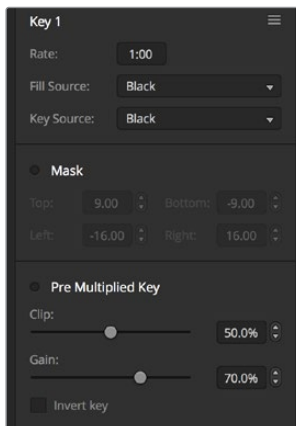 Key 1
Rate: 1:00
Fill Source: Black
Key Source: Black
Mask
Top: 9.00 Bottom: -9.00
Left: -16.00 Right: 16.00
Pre Multiplied Key
Clip:
50.0%
Gain:
70.0%
Invert key